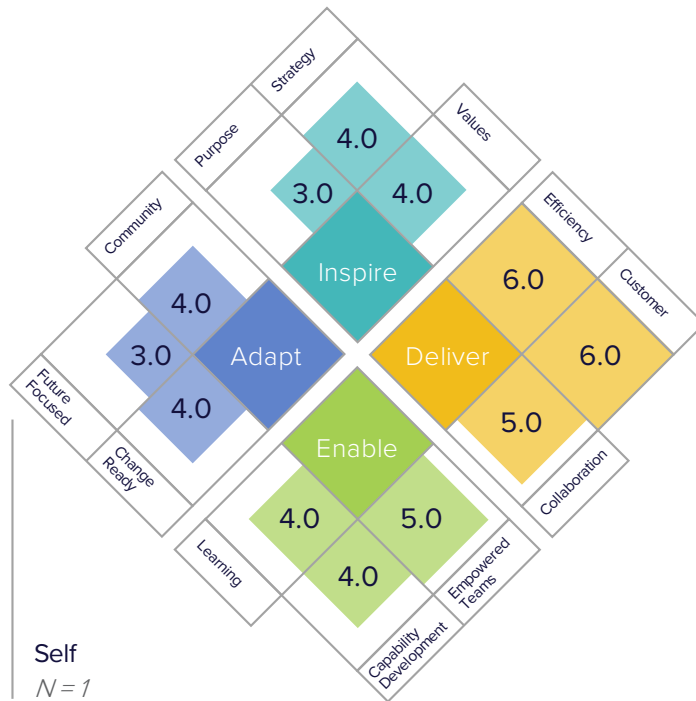 Strategy
Purpose
Values
4.0
3.0
4.0
Inspire
Community
4.0
3.0
4.0
Adapt
Future
Focused
Change
Ready
Efficiency
Customer
6.0
6.0
5.0
Deliver
Collaboration
Enable
4.0
5.0
4.0
Learning
Empowered
Teams
Capability
Development
Self
N = 1